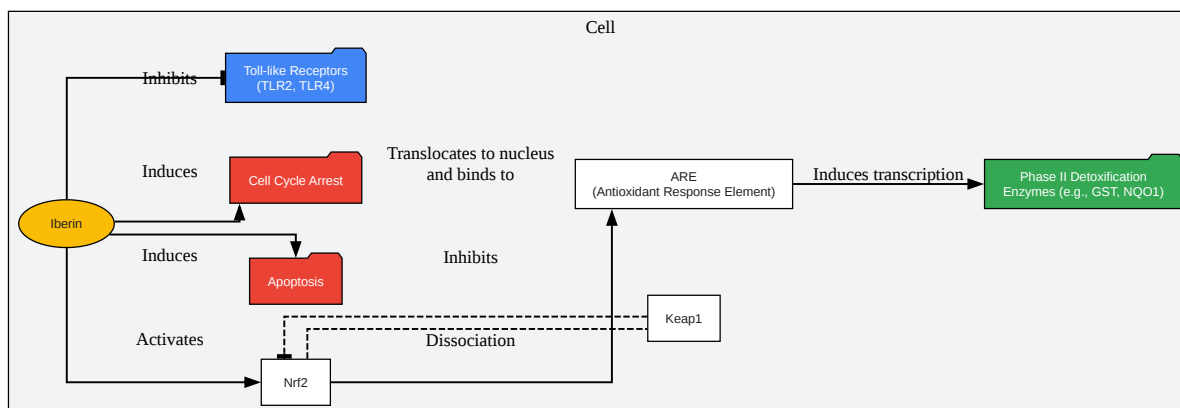 Cell
Inhibits
Toll-like Receptors
(TLR2, TLR4)
Induces
Cell Cycle Arrest
Translocates to nucleus
and binds to
ARE
(Antioxidant Response Element)
Induces transcription
Phase II Detoxification
Enzymes (e.g., GST, NQO1)
Iberin
Induces
Apoptosis
Inhibits
Keap1
Activates
Dissociation
Nrf2